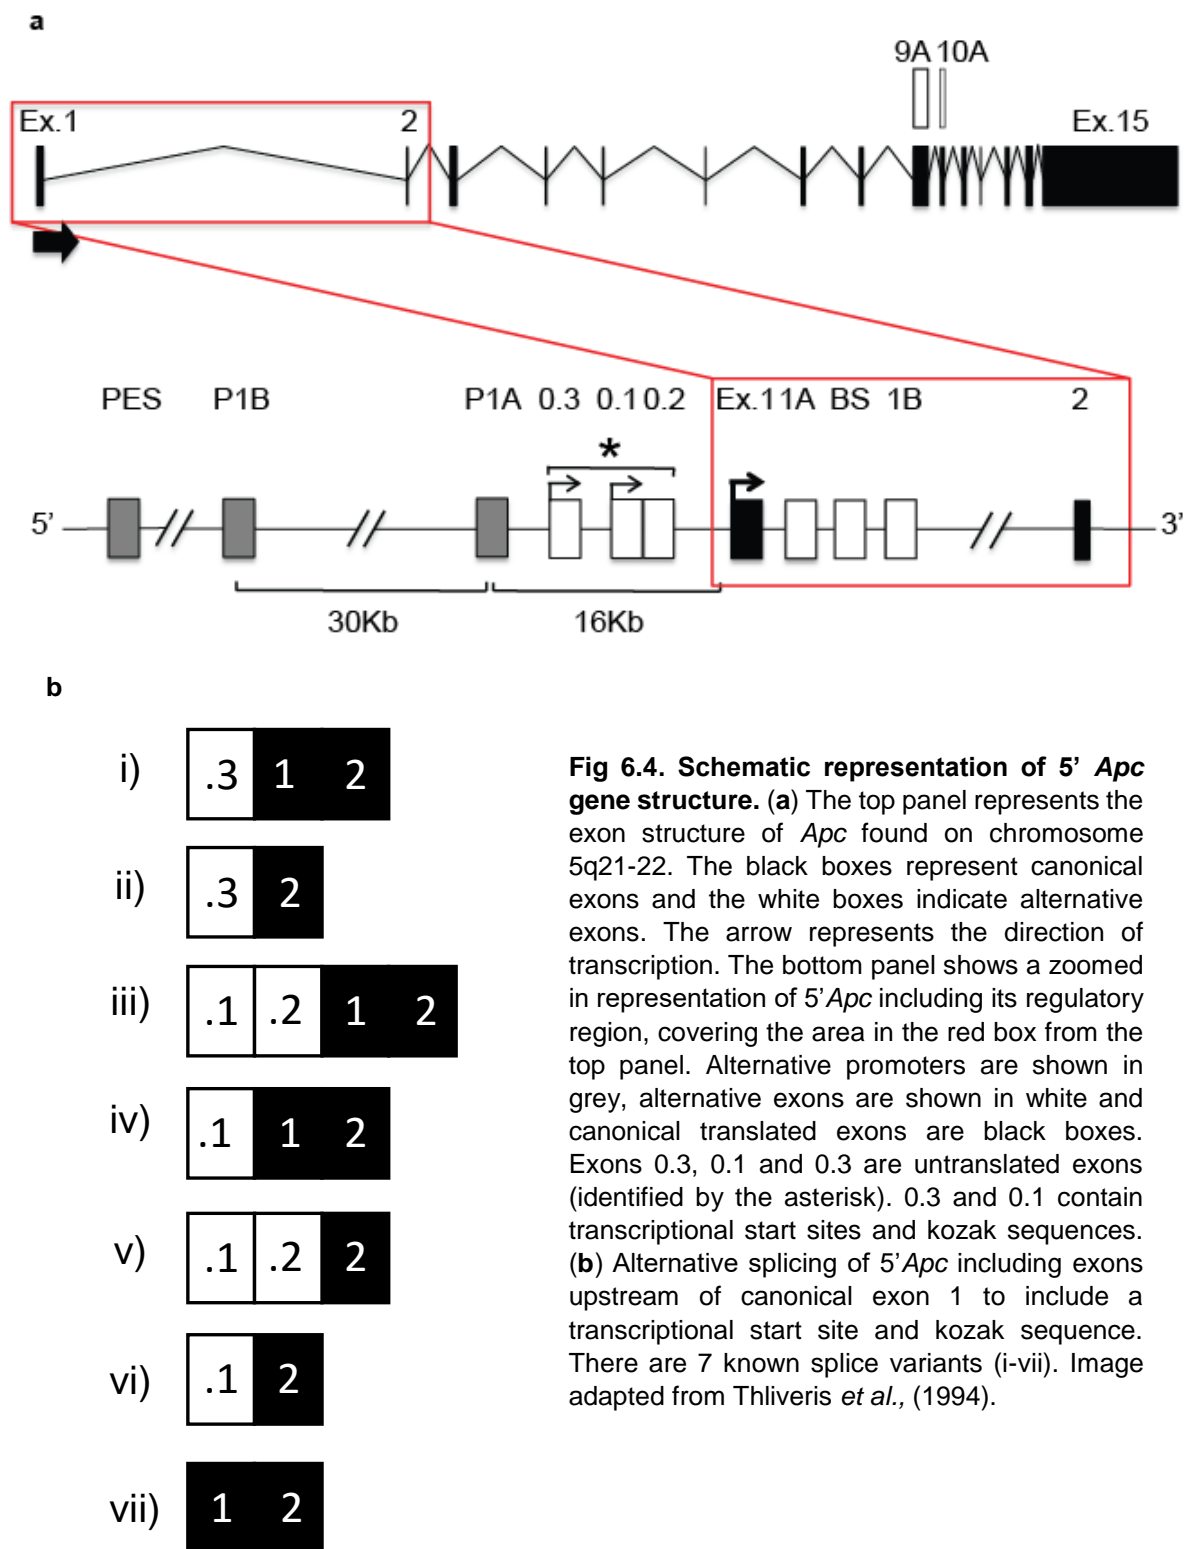 a
9A 10A
Ex.1 2 Ex.15
PES P1B P1A 0.3 0.1 0.2 Ex.1 1A BS 1B 2
*
5’ 3’
30Kb 16Kb
b
i) .3 1 2
ii) .3 2
iii) .1 .2 1 2
iv) .1 1 2
v) .1 .2 2
vi) .1 2
vii) 1 2
Fig 6.4. Schematic representation of 5’ Apc
gene structure. (a) The top panel represents the
exon structure of Apc found on chromosome
5q21-22. The black boxes represent canonical
exons and the white boxes indicate alternative
exons. The arrow represents the direction of
transcription. The bottom panel shows a zoomed
in representation of 5’Apc including its regulatory
region, covering the area in the red box from the
top panel. Alternative promoters are shown in
grey, alternative exons are shown in white and
canonical translated exons are black boxes.
Exons 0.3, 0.1 and 0.3 are untranslated exons
(identified by the asterisk). 0.3 and 0.1 contain
transcriptional start sites and kozak sequences.
(b) Alternative splicing of 5’Apc including exons
upstream of canonical exon 1 to include a
transcriptional start site and kozak sequence.
There are 7 known splice variants (i-vii). Image
adapted from Thliveris et al., (1994).